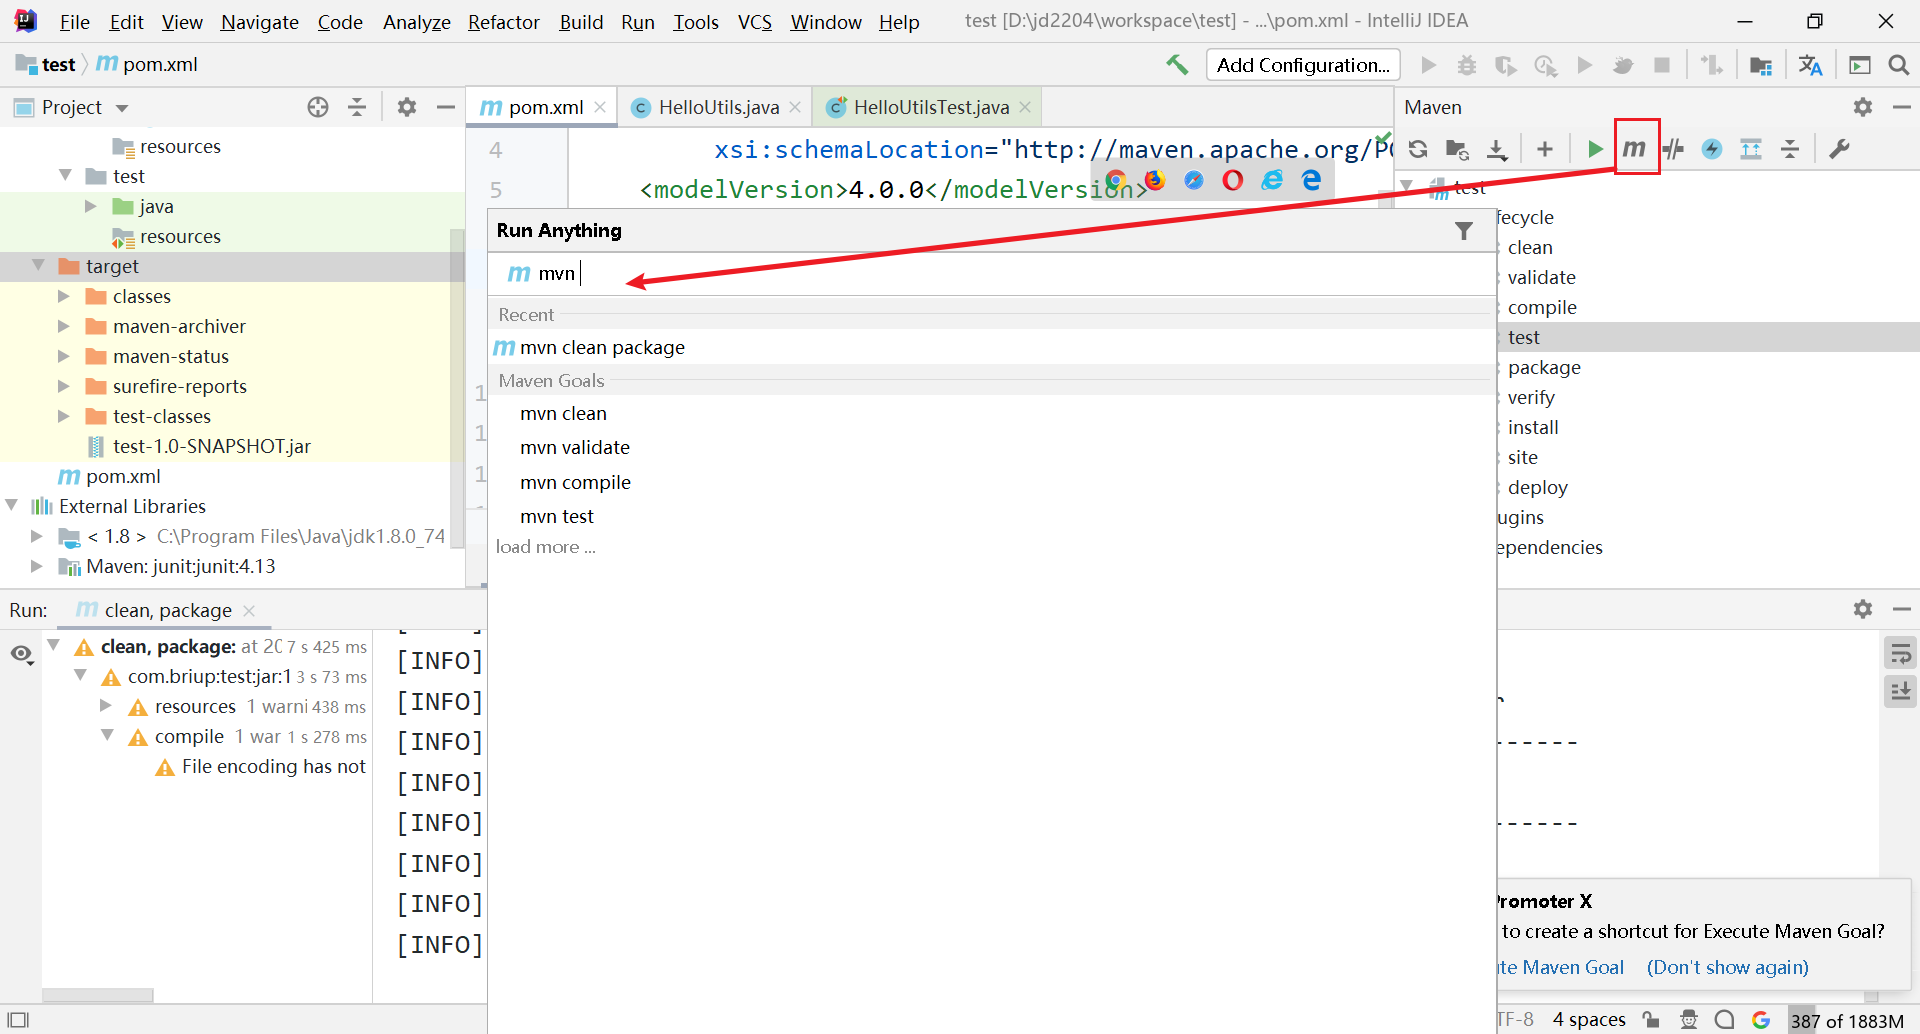 File Edit View Navigate Code Analyze Refactor Build Run Tools VCS Window Help test [D:\jd2204\workspace\test] - ...\pom.xml - IntelliJ IDEA
test pom.xml Add Configuration...
Project
pom.xml HelloUtils.java HelloUtilsTest.java
Maven
resources
test
java
resources
target
classes
maven-archiver
maven-status
surefire-reports
test-classes
test-1.0-SNAPSHOT.jar
pom.xml
External Libraries
< 1.8 > C:\Program Files\Java\jdk1.8.0_74
Maven: junit:junit:4.13
4 xsi:schemaLocation="http://maven.apache.org/PO
5 <modelVersion>4.0.0</modelVersion>
1
1
1
Run Anything
mvn
Recent
mvn clean package
Maven Goals
mvn clean
mvn validate
mvn compile
mvn test
load more ...
test
fecycle
clean
validate
compile
test
package
verify
install
site
deploy
ugins
ependencies
Run: clean, package
clean, package: at 20 7 s 425 ms
com.briup:test:jar:1 3 s 73 ms
resources 1 warni 438 ms
compile 1 war 1 s 278 ms
File encoding has not
[INFO]
[INFO]
[INFO] ------
[INFO]
[INFO] ------
[INFO]
[INFO]
[INFO]
Promoter X
to create a shortcut for Execute Maven Goal?
te Maven Goal (Don't show again)
TF-8 4 spaces 387 of 1883M